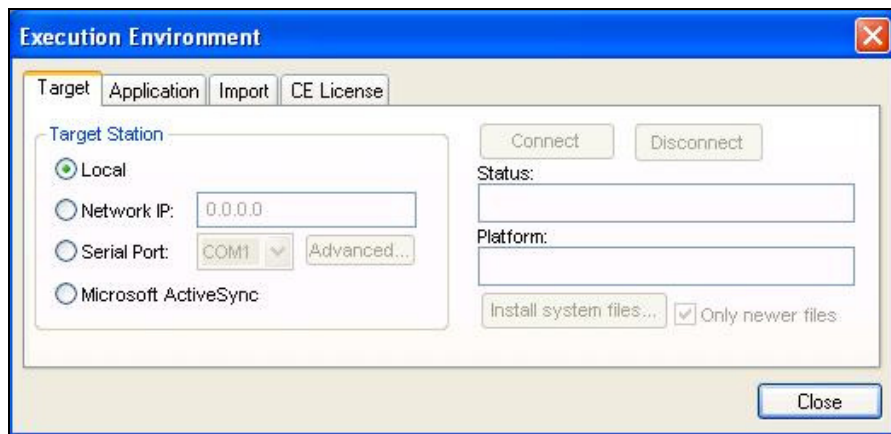 Execution Environment
Target Application Import CE License
Target Station
Local
Network IP: 0.0.0.0
Serial Port: COM1 Advanced...
Microsoft ActiveSync
Connect Disconnect
Status:
Platform:
Install system files... Only newer files
Close